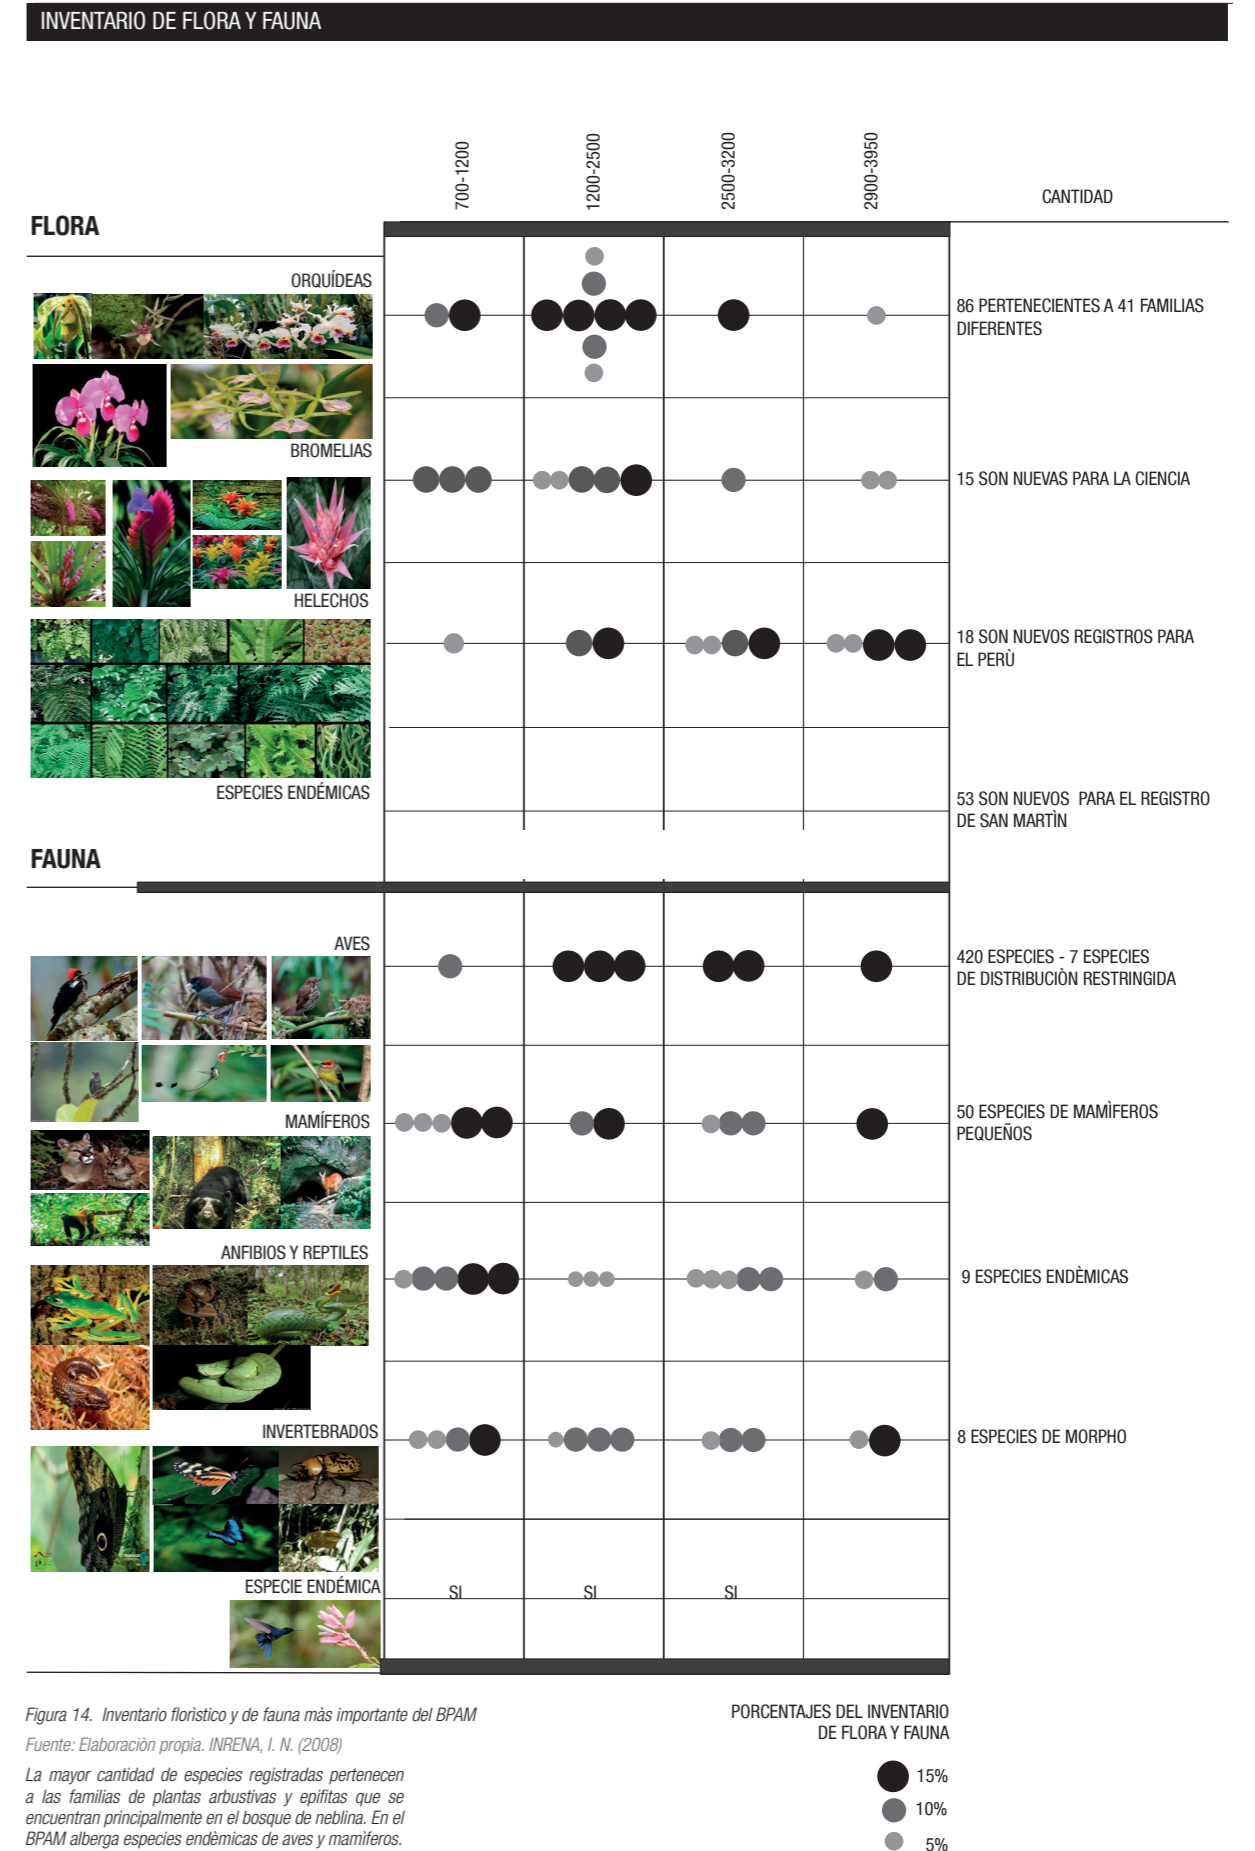 INVENTARIO DE FLORA Y FAUNA
700-1200
1200-2500
2500-3200
2900-3950
CANTIDAD
FLORA
ORQUÍDEAS
86 PERTENECIENTES A 41 FAMILIAS
DIFERENTES
BROMELIAS
15 SON NUEVAS PARA LA CIENCIA
HELECHOS
18 SON NUEVOS REGISTROS PARA
EL PERÙ
ESPECIES ENDÉMICAS
53 SON NUEVOS PARA EL REGISTRO
DE SAN MARTÌN
FAUNA
AVES
420 ESPECIES - 7 ESPECIES
DE DISTRIBUCIÒN RESTRINGIDA
MAMÍFEROS
50 ESPECIES DE MAMÌFEROS
PEQUEÑOS
ANFIBIOS Y REPTILES
9 ESPECIES ENDÈMICAS
INVERTEBRADOS
8 ESPECIES DE MORPHO
ESPECIE ENDÉMICA
SI
SI
SI
Figura 14. Inventario florìstico y de fauna màs importante del BPAM
Fuente: Elaboraciòn propia. INRENA, I. N. (2008)
La mayor cantidad de especies registradas pertenecen
a las familias de plantas arbustivas y epifitas que se
encuentran principalmente en el bosque de neblina. En el
BPAM alberga especies endèmicas de aves y mamìferos.
PORCENTAJES DEL INVENTARIO
DE FLORA Y FAUNA
15%
10%
5%